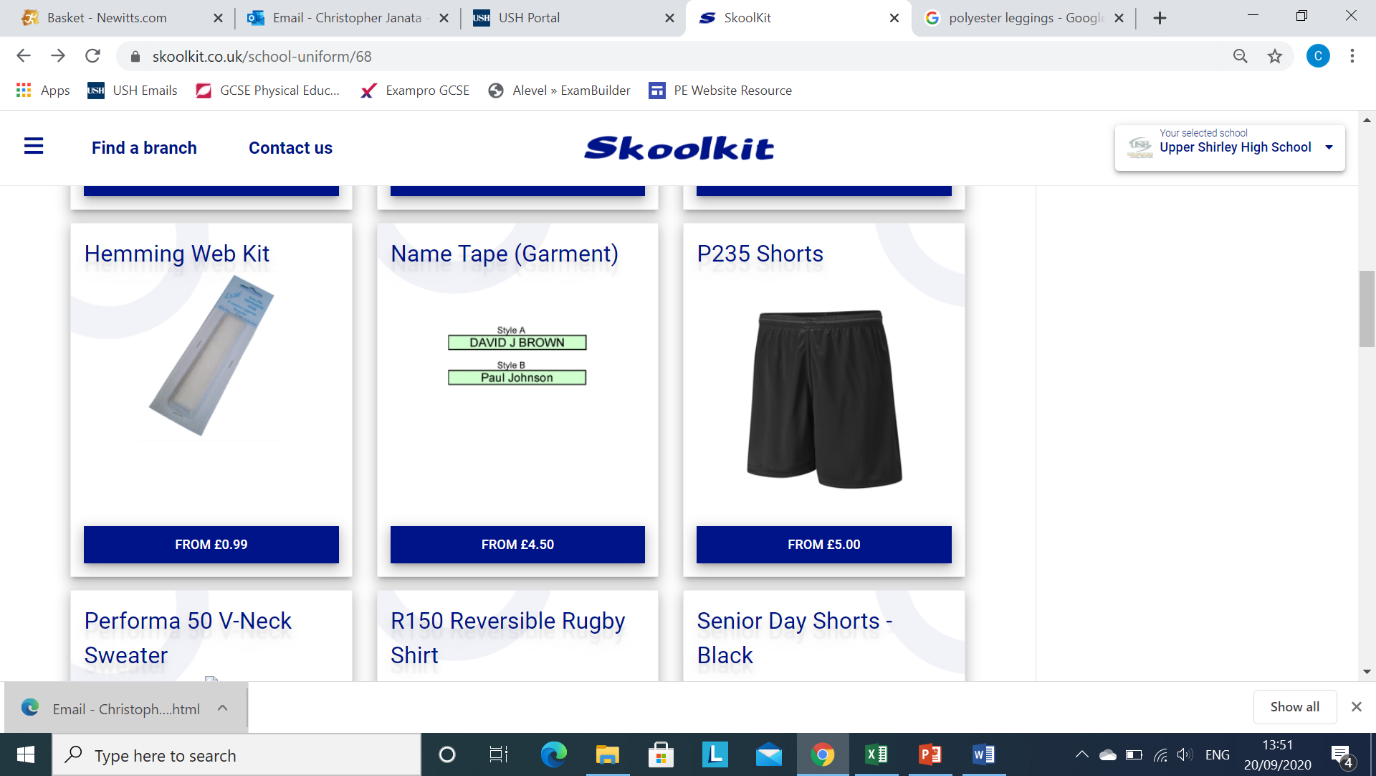 Basket - Newitts.com
Email - Christopher Janata -
USH USH Portal
SkoolKit
polyester leggings - Googl
skoolkit.co.uk/school-uniform/68
C
Apps
USH USH Emails
GCSE Physical Educ...
Exampro GCSE
Alevel » ExamBuilder
PE Website Resource
Find a branch
Contact us
Skoolkit
Your selected school
USH
Upper Shirley High School
Hemming Web Kit
Name Tape (Garment)
P235 Shorts
Style A
DAVID J BROWN
Style B
Paul Johnson
FROM £0.99
FROM £4.50
FROM £5.00
Performa 50 V-Neck
Sweater
R150 Reversible Rugby
Shirt
Senior Day Shorts -
Black
Email - Christoph....html
Show all
Type here to search
L
ENG
13:51
20/09/2020
4